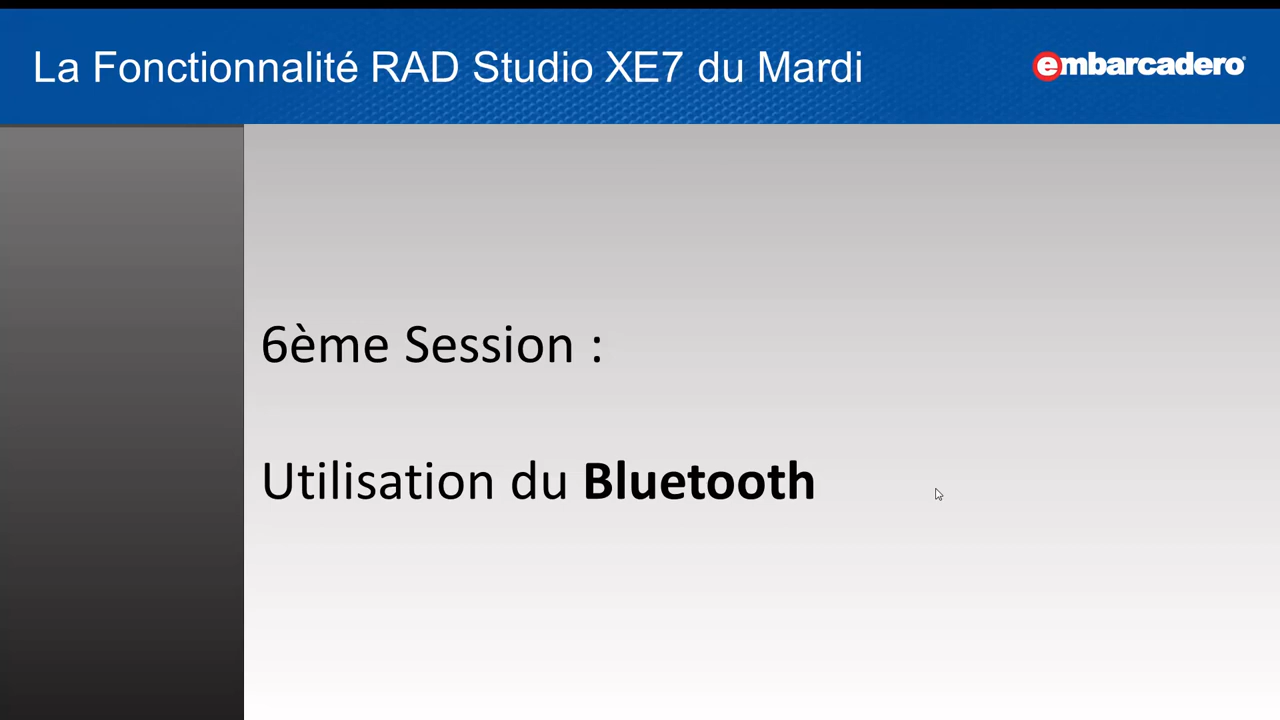 La Fonctionnalité RAD Studio XE7 du Mardi
embarcadero
6ème Session :
Utilisation du Bluetooth